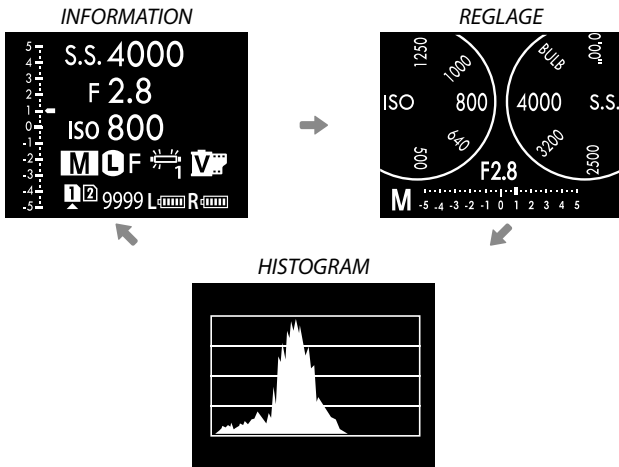 INFORMATION
5
4
3
2
1
0
-1
-2
-3
-4
-5
S.S. 4000
F 2.8
ISO 800
M L F 1 V
1 2 9999 L R
REGLAGE
1250 1000 BULB
ISO 800 4000 S.S.
500 640 3200 2500
F2.8
M -5 -4 -3 -2 -1 0 1 2 3 4 5
HISTOGRAM